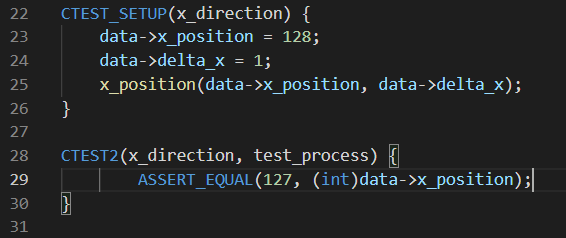 22 CTEST_SETUP(x_direction) {
23 data->x_position = 128;
24 data->delta_x = 1;
25 x_position(data->x_position, data->delta_x);
26 }
27
28 CTEST2(x_direction, test_process) {
29 ASSERT_EQUAL(127, (int)data->x_position);
30 }
31